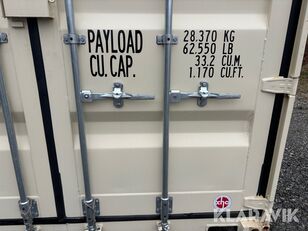 PAYLOAD 28.370 KG
62.550 LB
CU.CAP. 33.2 CU.M.
1.170 CU.FT.
KLARAVIK